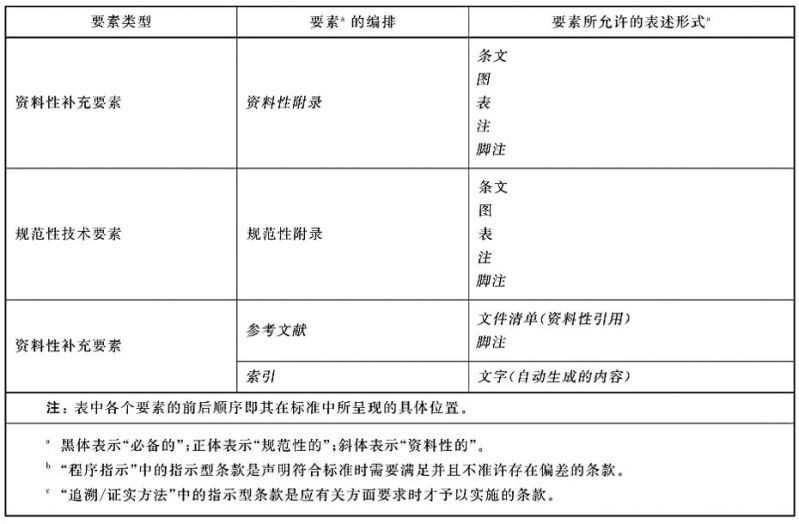 要素类型
要素a 的编排
要素所允许的表述形式a
资料性补充要素
资料性附录
条文
图
表
注
脚注
规范性技术要素
规范性附录
条文
图
表
注
脚注
资料性补充要素
参考文献
文件清单(资料性引用)
脚注
索引
文字(自动生成的内容)
注：表中各个要素的前后顺序即其在标准中所呈现的具体位置。
a 黑体表示“必备的”;正体表示“规范性的”;斜体表示“资料性的”。
b “程序指示”中的指示型条款是声明符合标准时需要满足并且不准许存在偏差的条款。
c “追溯/证实方法”中的指示型条款是应有关方面要求时才予以实施的条款。